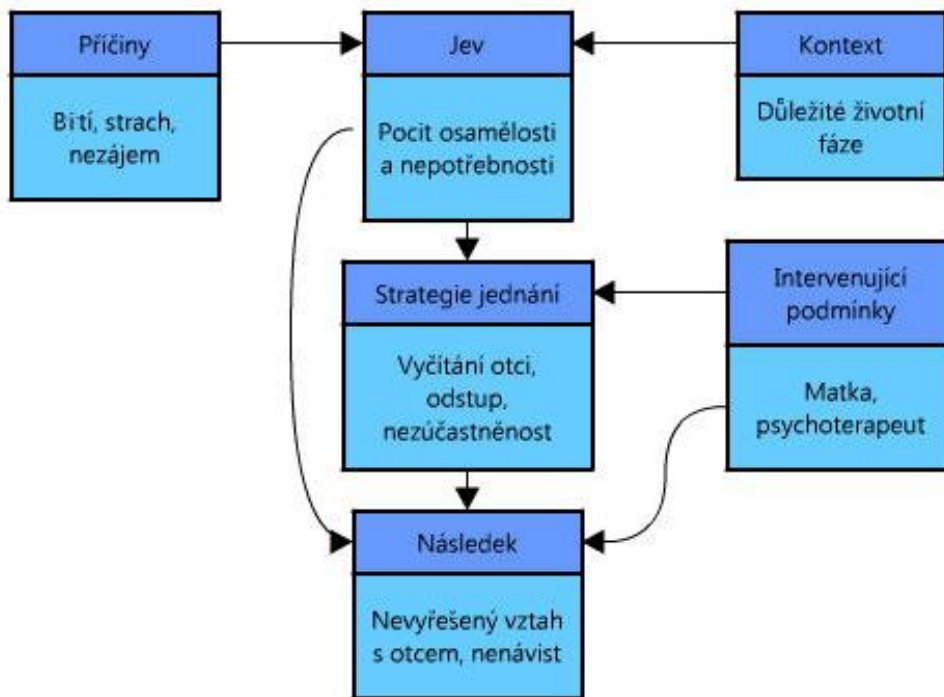 Příčiny
Bití, strach,
nezájem
Jev
Pocit osamělosti
a nepotřebnosti
Kontext
Důležité životní
fáze
Strategie jednání
Vyčítání otci,
odstup,
nezúčastněnost
Intervenující
podmínky
Matka,
psychoterapeut
Následek
Nevyřešený vztah
s otcem, nenávist